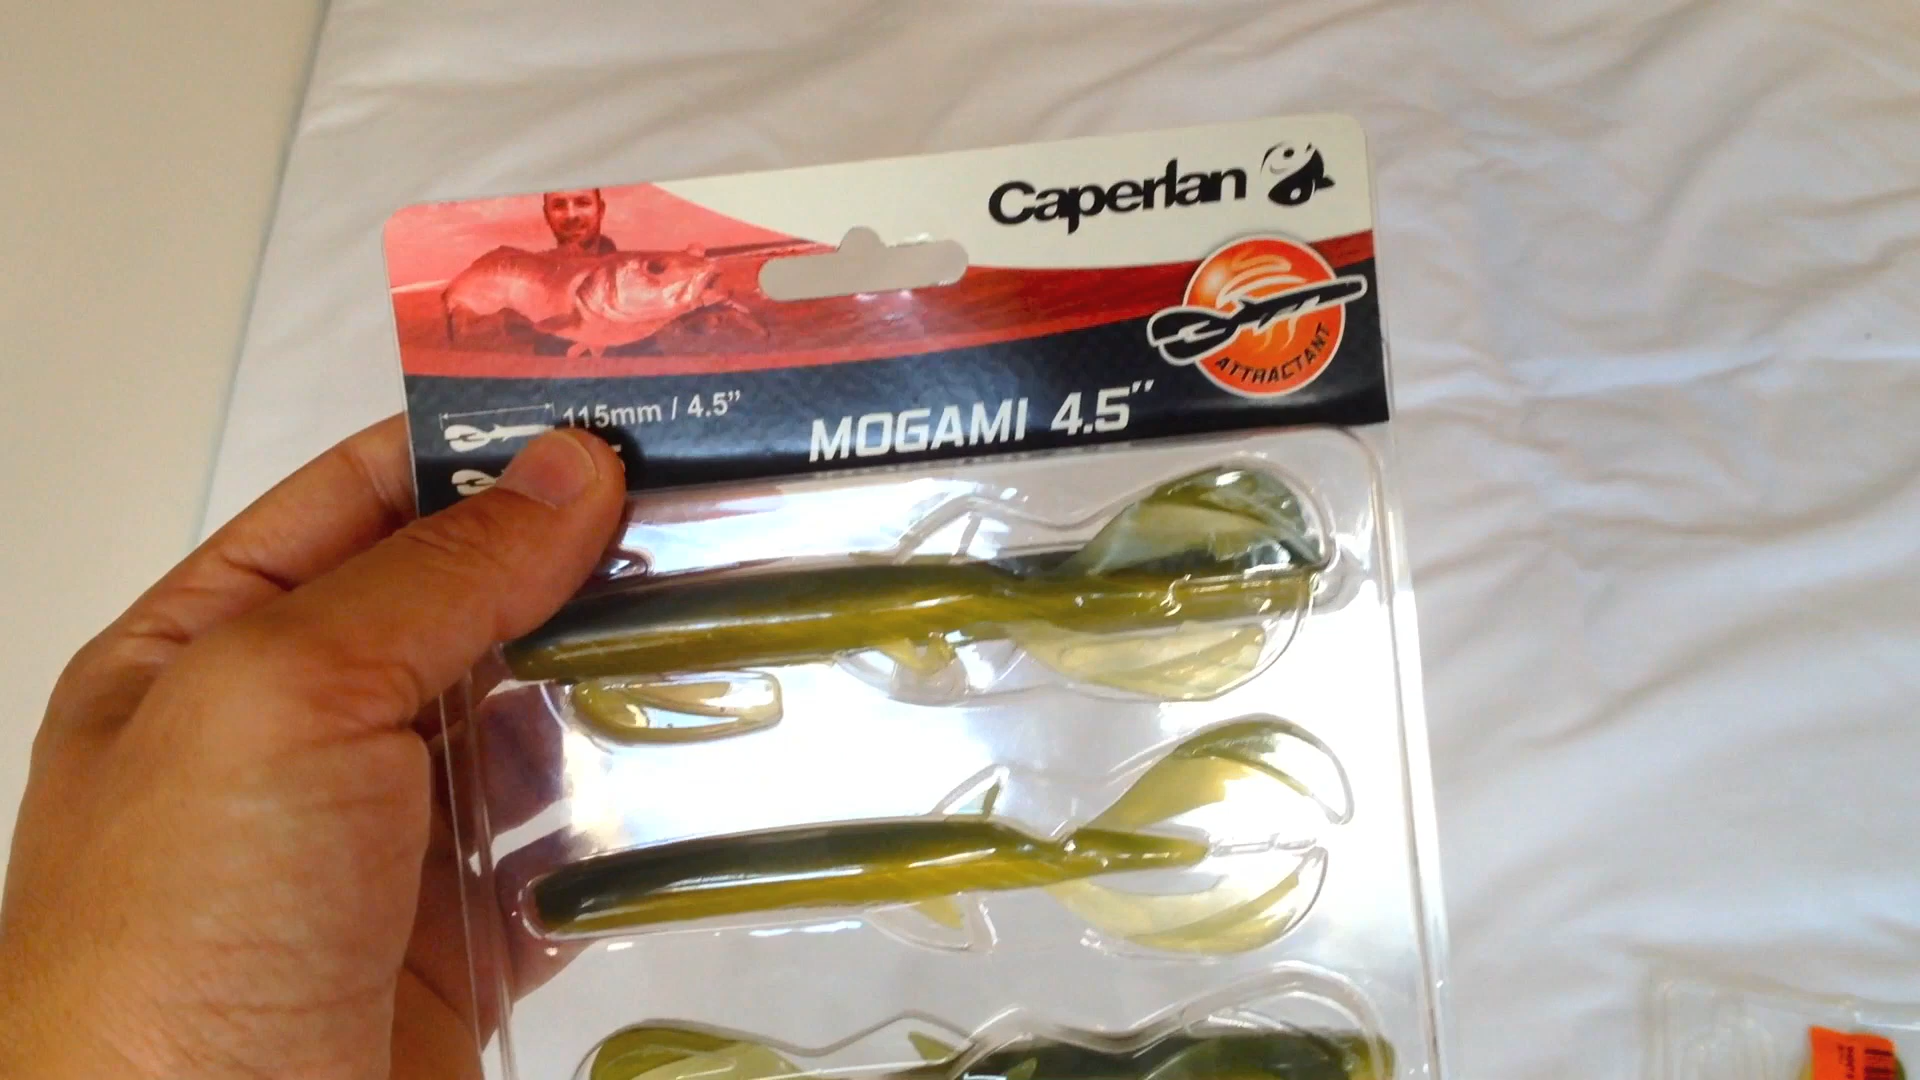 Caperlan
ATTRACTANT
115mm / 4.5”
MOGAMI 4.5”